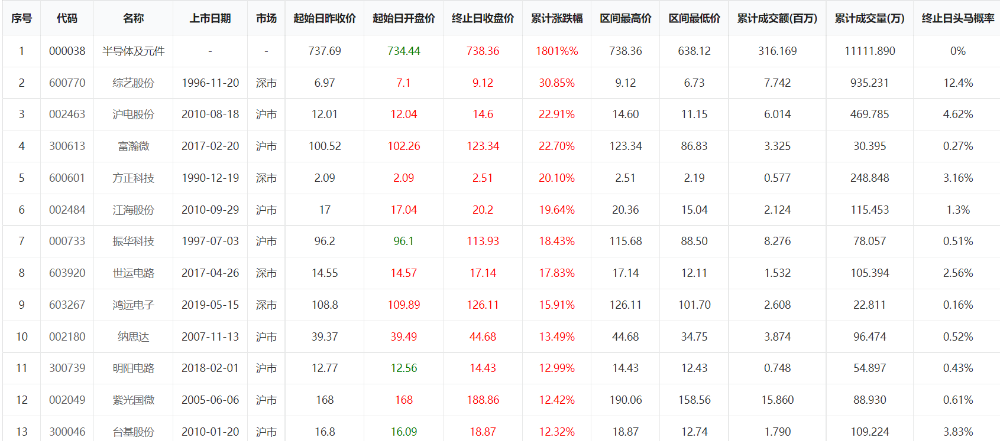 序号 代码 名称 上市日期 市场 起始日昨收价 起始日开盘价 终止日收盘价 累计涨跌幅 区间最高价 区间最低价 累计成交额(百万) 累计成交量(万) 终止日头马概率
1 000038 半导体及元件 - - 737.69 734.44 738.36 1801%% 738.36 638.12 316.169 11111.890 0%
2 600770 综艺股份 1996-11-20 深市 6.97 7.1 9.12 30.85% 9.12 6.73 7.742 935.231 12.4%
3 002463 沪电股份 2010-08-18 沪市 12.01 12.04 14.6 22.91% 14.60 11.15 6.014 469.785 4.62%
4 300613 富瀚微 2017-02-20 沪市 100.52 102.26 123.34 22.70% 123.34 86.83 3.325 30.395 0.27%
5 600601 方正科技 1990-12-19 深市 2.09 2.09 2.51 20.10% 2.51 2.19 0.577 248.848 3.16%
6 002484 江海股份 2010-09-29 沪市 17 17.04 20.2 19.64% 20.36 15.04 2.124 115.453 1.3%
7 000733 振华科技 1997-07-03 沪市 96.2 96.1 113.93 18.43% 115.68 88.50 8.276 78.057 0.51%
8 603920 世运电路 2017-04-26 深市 14.55 14.57 17.14 17.83% 17.14 12.11 1.532 105.394 2.56%
9 603267 鸿远电子 2019-05-15 深市 108.8 109.89 126.11 15.91% 126.11 101.70 2.608 22.811 0.16%
10 002180 纳思达 2007-11-13 沪市 39.37 39.49 44.68 13.49% 44.68 34.75 3.874 96.474 0.52%
11 300739 明阳电路 2018-02-01 沪市 12.77 12.56 14.43 12.99% 14.43 12.43 0.748 54.897 0.43%
12 002049 紫光国微 2005-06-06 沪市 168 168 188.86 12.42% 190.06 158.56 15.860 88.930 0.61%
13 300046 台基股份 2010-01-20 沪市 16.8 16.09 18.87 12.32% 18.87 12.74 1.790 109.224 3.83%